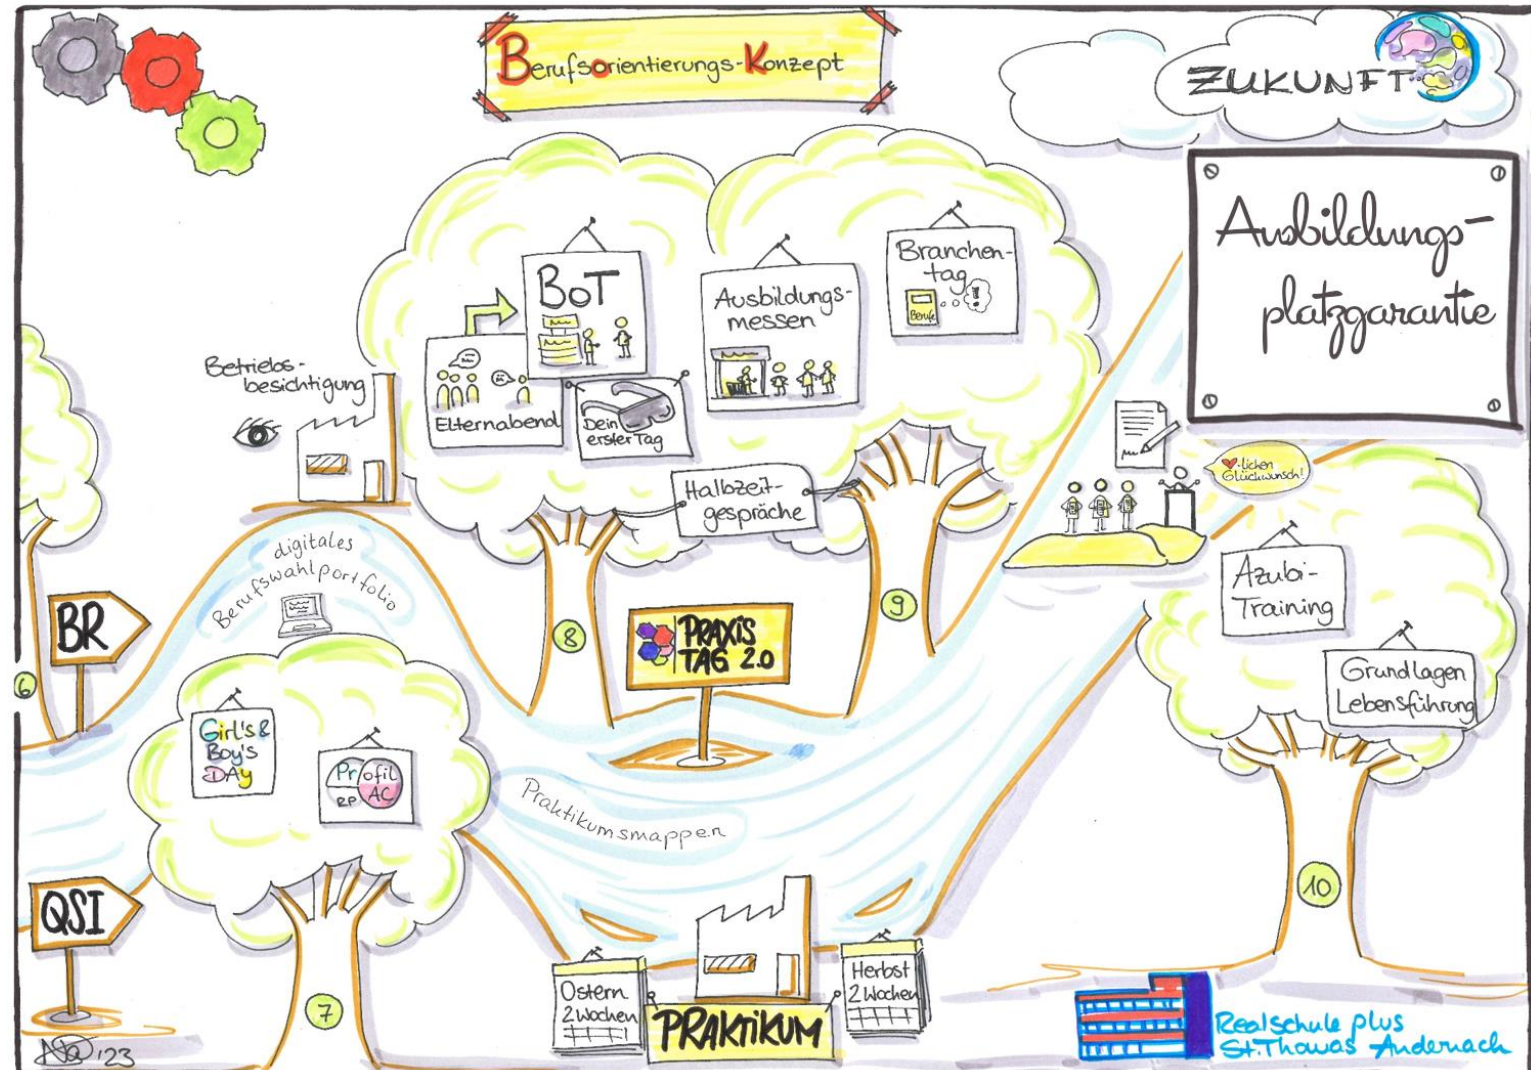 Berufsorientierungs-Konzept
ZUKUNFT
Ausbildungs-
platzgarantie
Branchen-
tag
Berufe
!
BoT
Ausbildungs-
messen
Betriebs-
besichtigung
Elternabend
Dein
erster Tag
Halbzeit-
gespräche
♥-lichen
Glückwunsch!
digitales
Berufswahlportfolio
Azubi-
Training
BR
8
PRAXIS
TAG 2.0
9
Grundlagen
Lebensführung
6
Girl's &
Boy's
DAy
Profil
RP AC
Praktikumsmappen
QSI
10
7
Ostern
2 Wochen
Herbst
2 Wochen
PRAKTIKUM
Realschule plus
St. Thomas Andernach
'23